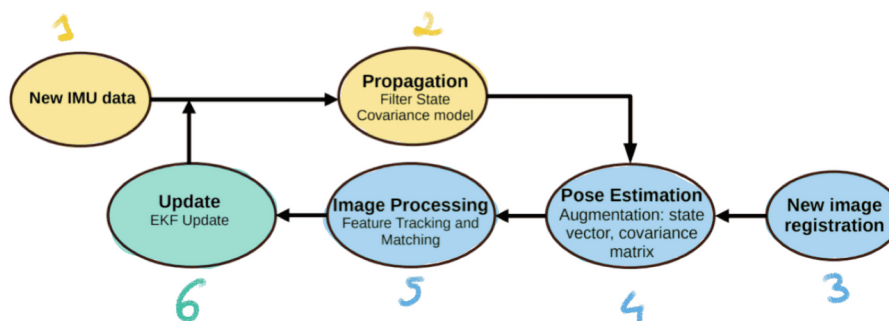 1
New IMU data
2
Propagation
Filter State
Covariance model
Update
EKF Update
6
Image Processing
Feature Tracking and
Matching
5
Pose Estimation
Augmentation: state
vector, covariance
matrix
4
New image
registration
3